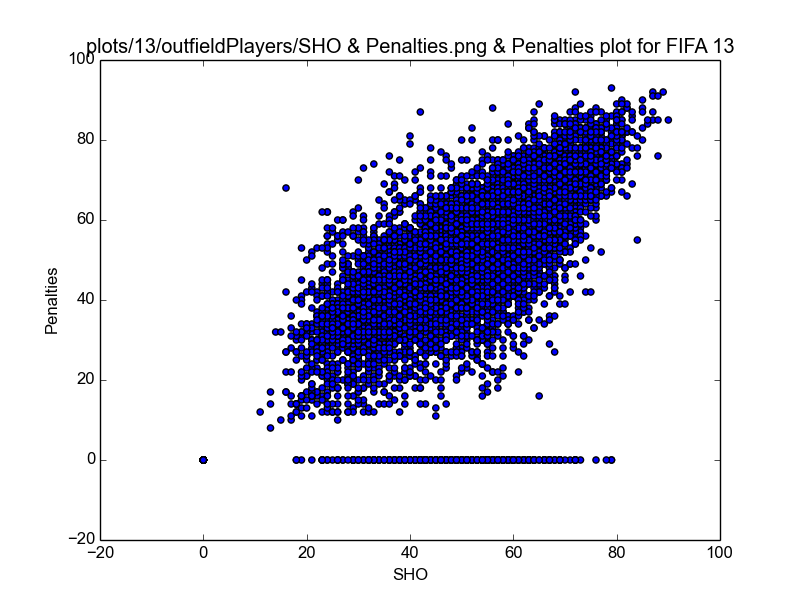 plots/13/outfieldPlayers/SHO & Penalties.png & Penalties plot for FIFA 13
100
80
60
40
20
0
−20
−20 0 20 40 60 80 100
Penalties
SHO